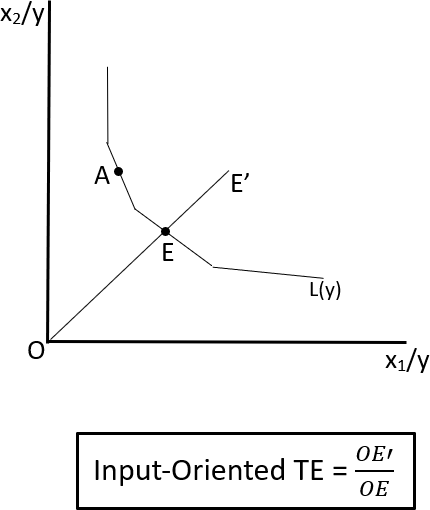 x₂/y
A
E’
E
L(y)
O
x₁/y
Input-Oriented TE = OE′/OE